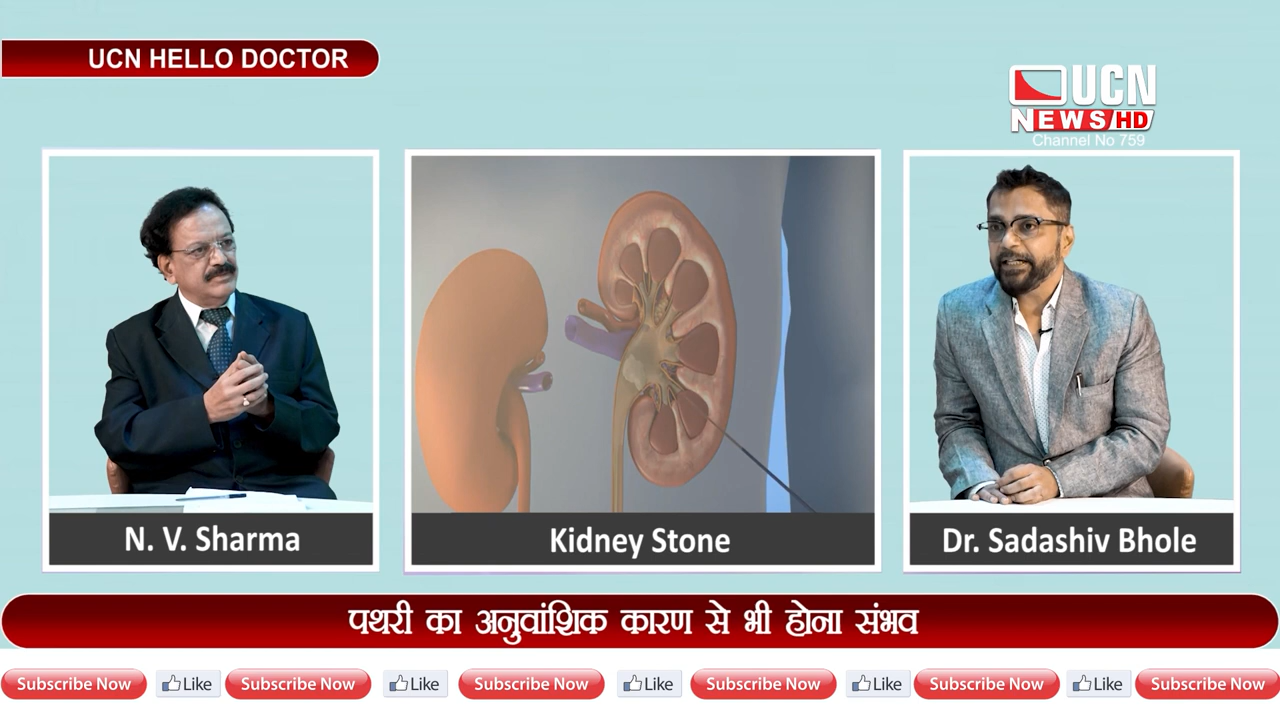 UCN HELLO DOCTOR
UCN
NEWS HD
Channel No 759
N. V. Sharma
Kidney Stone
Dr. Sadashiv Bhole
पथरी का अनुवांशिक कारण से भी होना संभव
Subscribe Now Like Subscribe Now Like Subscribe Now Like Subscribe Now Like Subscribe Now Like Subscribe Now